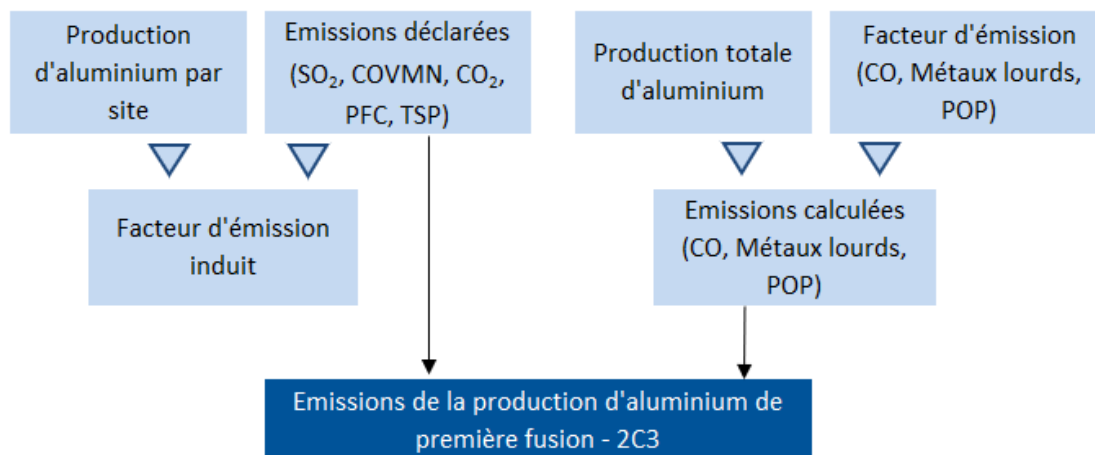 Production
d'aluminium par
site
Emissions déclarées
(SO₂, COVMN, CO₂,
PFC, TSP)
Production totale
d'aluminium
Facteur d'émission
(CO, Métaux lourds,
POP)
Facteur d'émission
induit
Emissions calculées
(CO, Métaux lourds,
POP)
Emissions de la production d'aluminium de
première fusion - 2C3